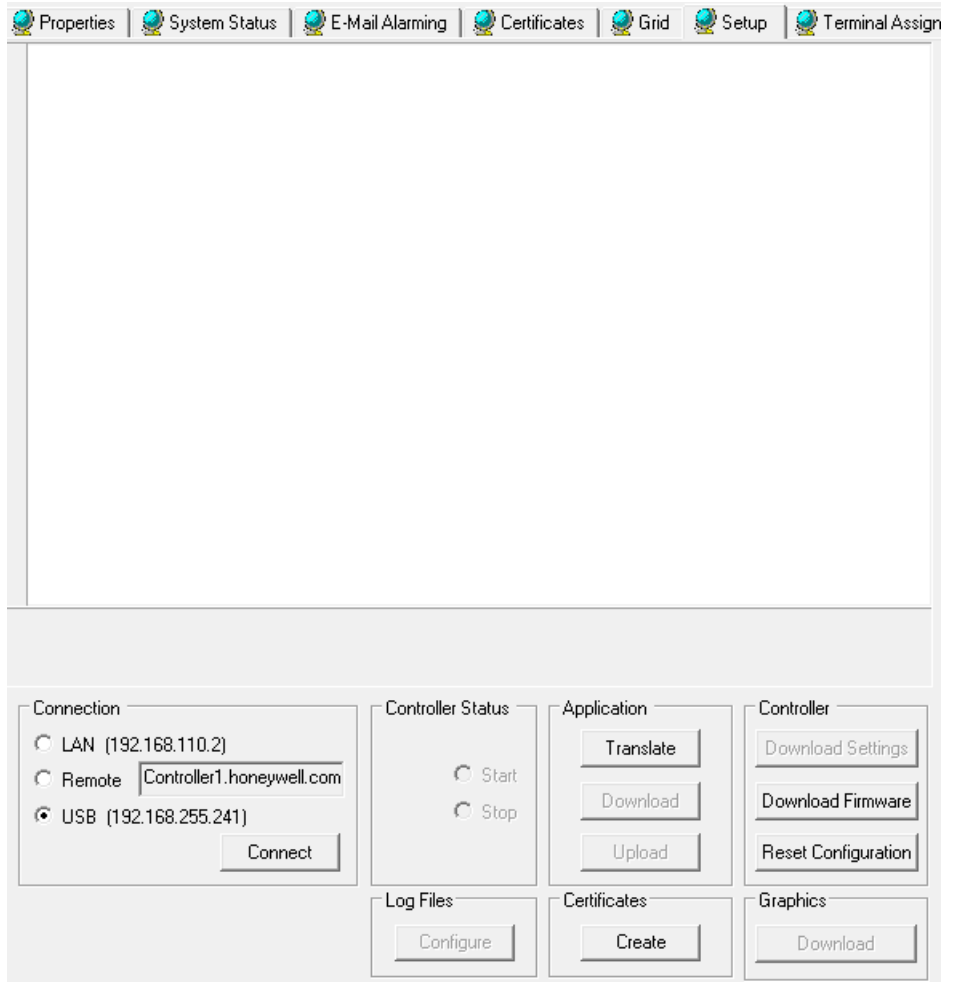 Properties System Status E-Mail Alarming Certificates Grid Setup Terminal Assign
Connection
LAN (192.168.110.2)
Remote Controller1.honeywell.com
USB (192.168.255.241)
Connect
Controller Status
Start
Stop
Application
Translate
Download
Upload
Controller
Download Settings
Download Firmware
Reset Configuration
Log Files
Configure
Certificates
Create
Graphics
Download